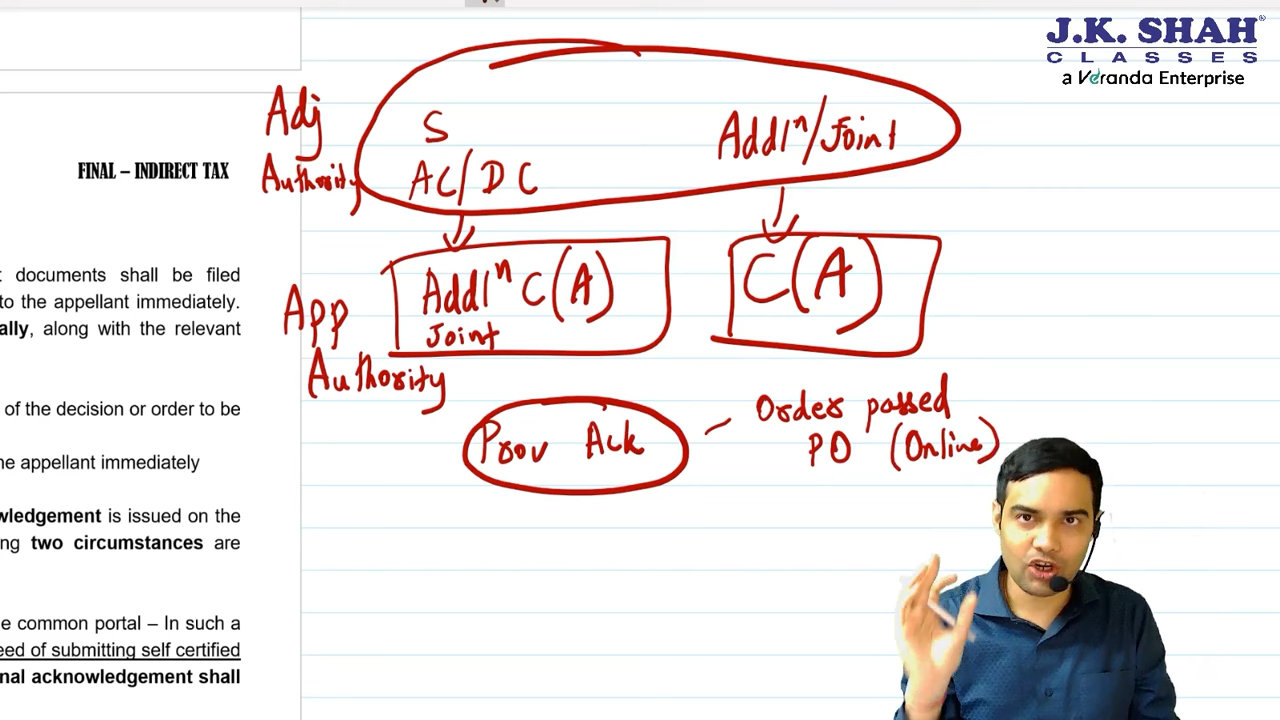 J.K. SHAH®
CLASSES
a Veranda Enterprise
FINAL – INDIRECT TAX
documents shall be filed
to the appellant immediately.
ally, along with the relevant
of the decision or order to be
ne appellant immediately
wledgement is issued on the
ng two circumstances are
e common portal – In such a
eed of submitting self certified
nal acknowledgement shall
Adj
Authority
S
AC/DC
Addlⁿ/Joint
App
Authority
Addlⁿ C(A)
Joint
C(A)
Prov Ack
Order passed
PO (Online)